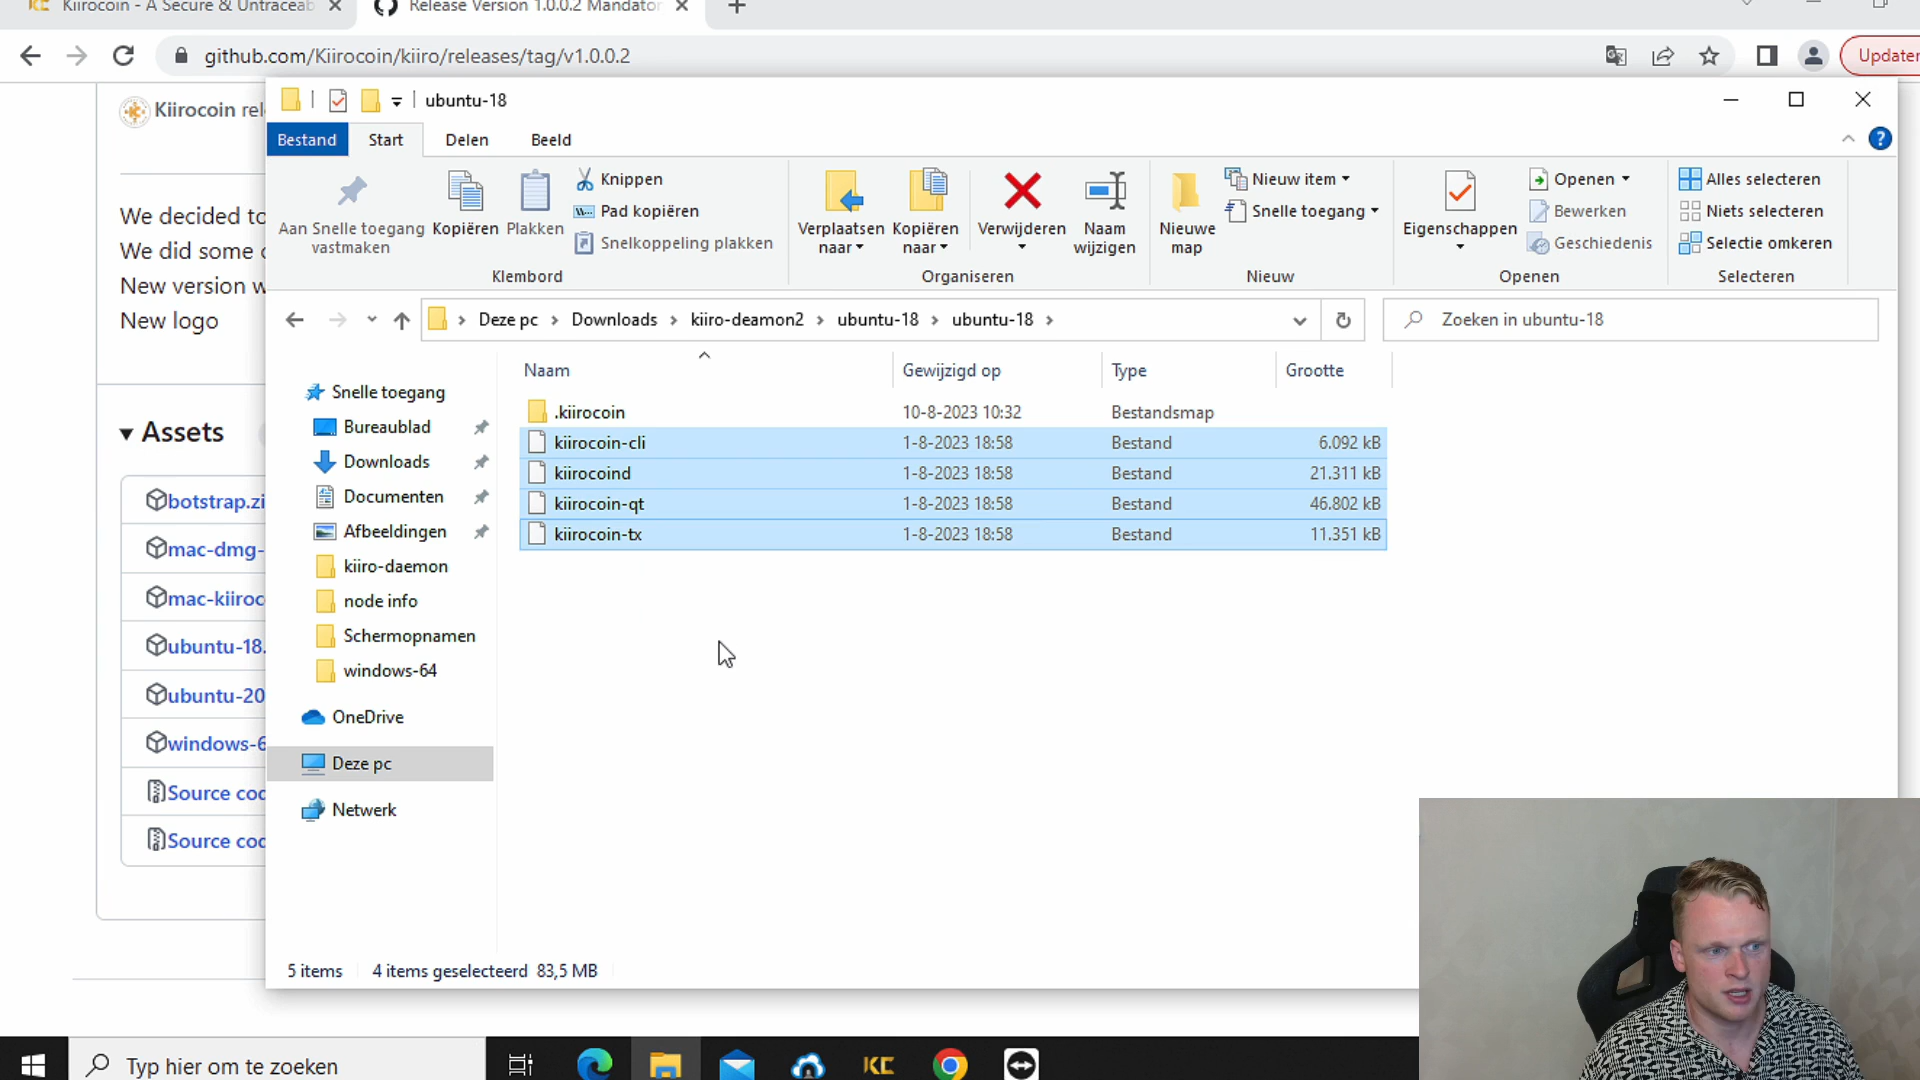 Kiirocoin - A Secure & Untraceab
Release Version 1.0.0.2 Mandator
github.com/Kiirocoin/kiiro/releases/tag/v1.0.0.2
Updaten
Kiirocoin rel
We decided to
We did some c
New version w
New logo
Assets
botstrap.zi
mac-dmg-
mac-kiiroc
ubuntu-18.
ubuntu-20
windows-6
Source cod
Source cod
ubuntu-18
Bestand Start Delen Beeld
Aan Snelle toegang vastmaken
Kopiëren
Plakken
Knippen
Pad kopiëren
Snelkoppeling plakken
Klembord
Verplaatsen naar
Kopiëren naar
Verwijderen
Naam wijzigen
Organiseren
Nieuwe map
Nieuw item
Snelle toegang
Nieuw
Eigenschappen
Openen
Bewerken
Geschiedenis
Openen
Alles selecteren
Niets selecteren
Selectie omkeren
Selecteren
Deze pc > Downloads > kiiro-deamon2 > ubuntu-18 > ubuntu-18 >
Zoeken in ubuntu-18
Snelle toegang
Bureaublad
Downloads
Documenten
Afbeeldingen
kiiro-daemon
node info
Schermopnamen
windows-64
OneDrive
Deze pc
Netwerk
Naam Gewijzigd op Type Grootte
.kiirocoin 10-8-2023 10:32 Bestandsmap
kiirocoin-cli 1-8-2023 18:58 Bestand 6.092 kB
kiirocoind 1-8-2023 18:58 Bestand 21.311 kB
kiirocoin-qt 1-8-2023 18:58 Bestand 46.802 kB
kiirocoin-tx 1-8-2023 18:58 Bestand 11.351 kB
5 items 4 items geselecteerd 83,5 MB
Typ hier om te zoeken
KC